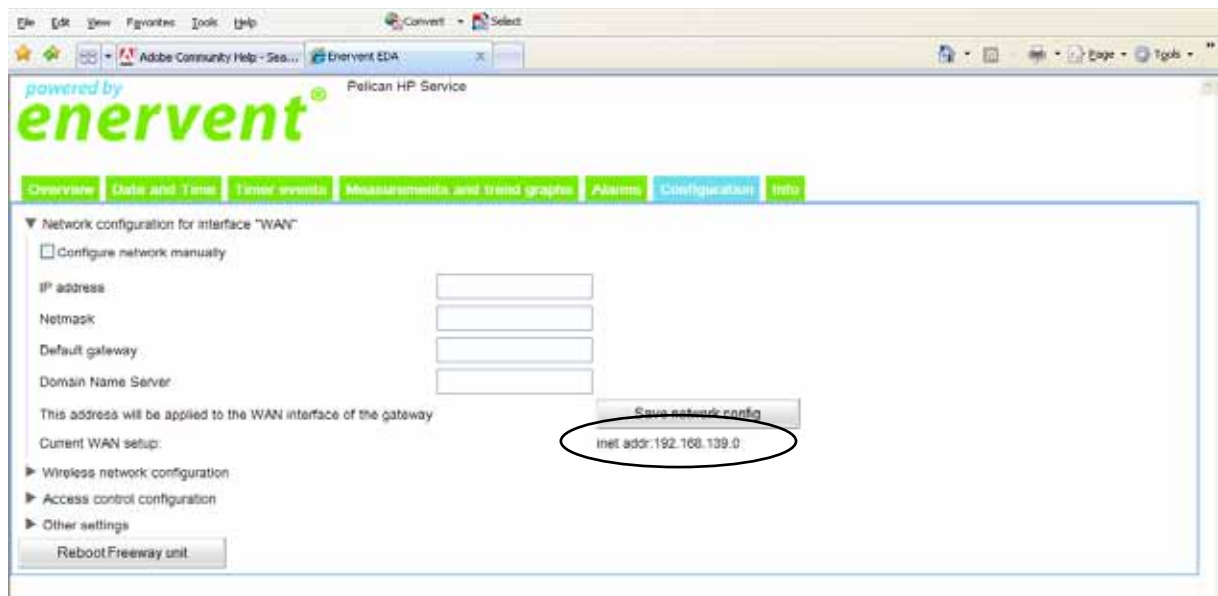 File Edit View Favorites Tools Help Convert Select
Adobe Community Help - Sea... Enervent EDA Page Tools
powered by
enervent®
Pelican HP Service
Overview Date and Time Timer events Measurements and trend graphs Alarms Configuration Info
Network configuration for interface "WAN"
Configure network manually
IP address
Netmask
Default gateway
Domain Name Server
This address will be applied to the WAN interface of the gateway Save network config
Current WAN setup: inet addr:192.168.139.0
Wireless network configuration
Access control configuration
Other settings
Reboot Freeway unit